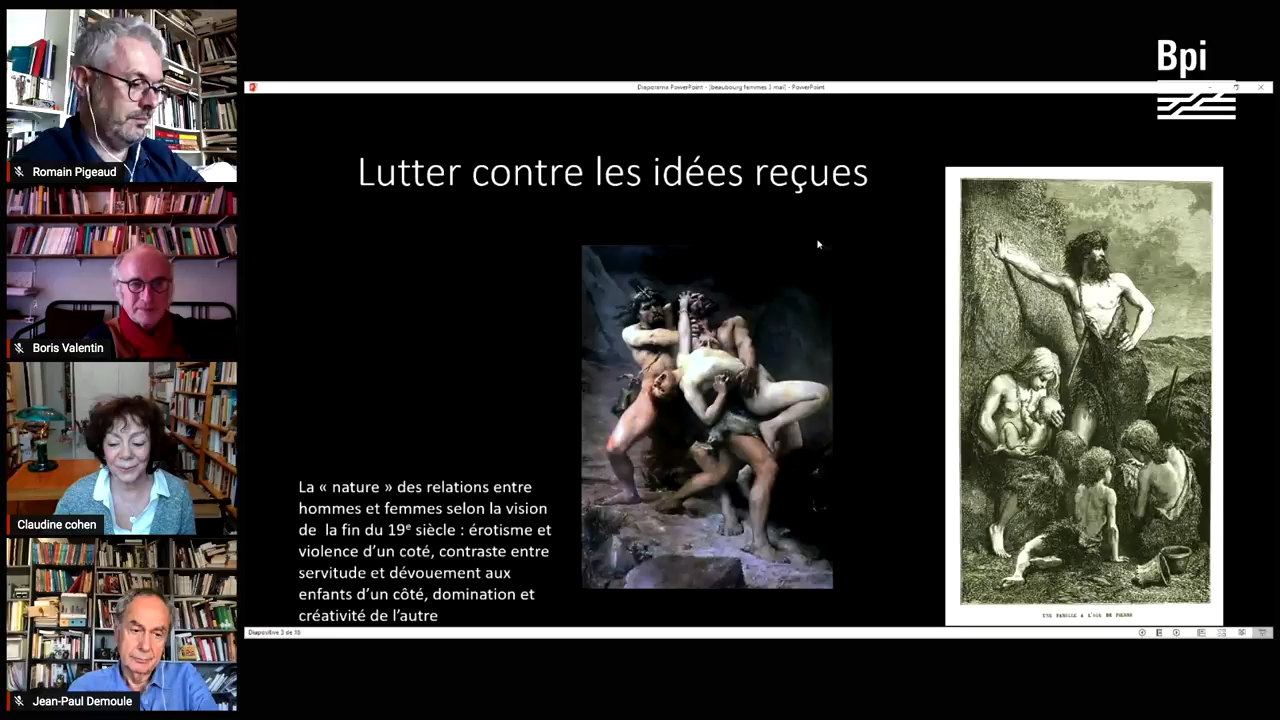 Bpi
Diaporama PowerPoint - [beaubourg femmes 3 mai] - PowerPoint
Romain Pigeaud
Boris Valentin
Claudine cohen
Jean-Paul Demoule
Lutter contre les idées reçues
La « nature » des relations entre
hommes et femmes selon la vision
de la fin du 19e siècle : érotisme et
violence d’un coté, contraste entre
servitude et dévouement aux
enfants d’un côté, domination et
créativité de l’autre
UNE FAMILLE A L'AGE DE PIERRE
Diapositive 3 de 18